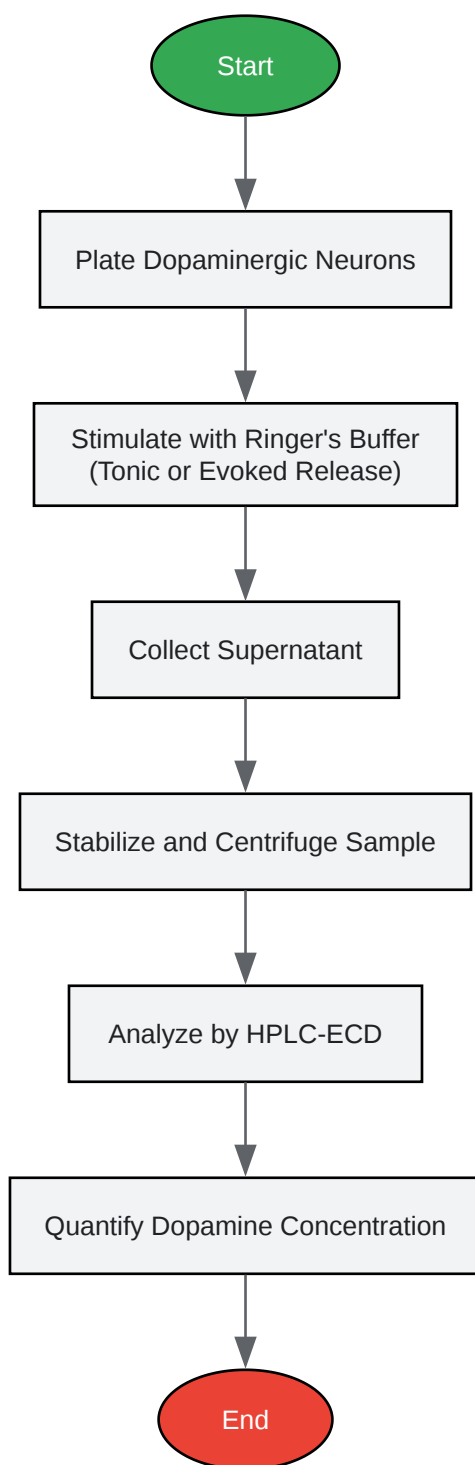 Start
Plate Dopaminergic Neurons
Stimulate with Ringer's Buffer
(Tonic or Evoked Release)
Collect Supernatant
Stabilize and Centrifuge Sample
Analyze by HPLC-ECD
Quantify Dopamine Concentration
End